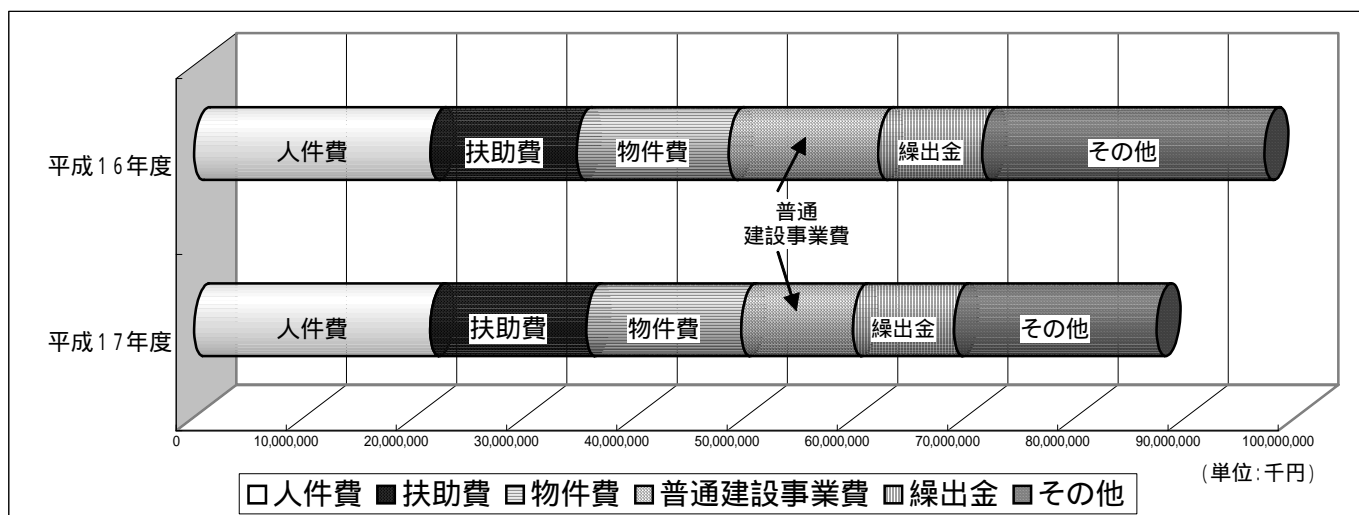 平成16年度
人件費 扶助費 物件費 繰出金 その他
普通
建設事業費
平成17年度
人件費 扶助費 物件費 繰出金 その他
0 10,000,000 20,000,000 30,000,000 40,000,000 50,000,000 60,000,000 70,000,000 80,000,000 90,000,000 100,000,000
(単位:千円)
人件費 扶助費 物件費 普通建設事業費 繰出金 その他